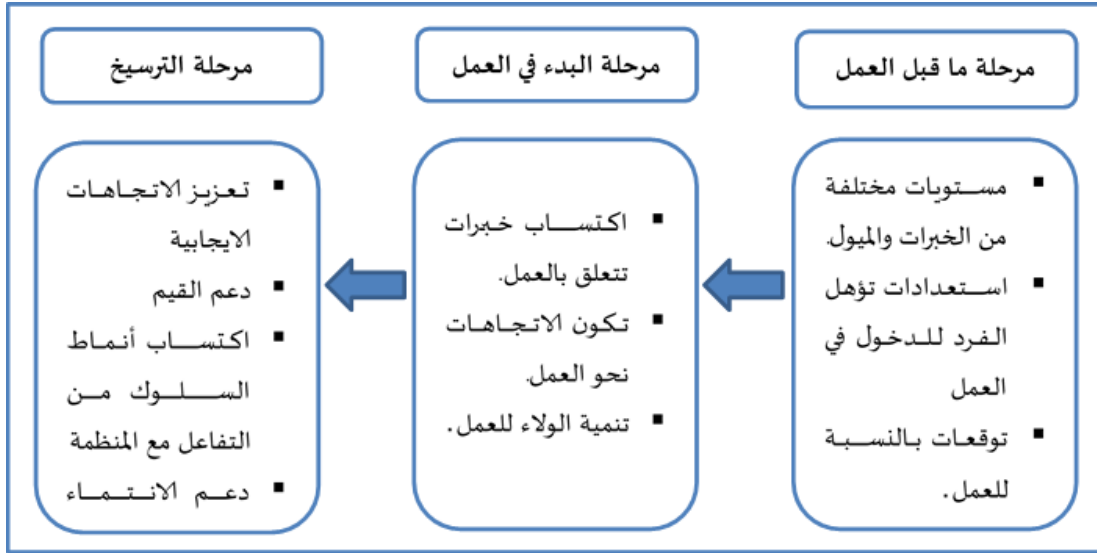 مرحلة ما قبل العمل
مرحلة البدء في العمل
مرحلة الترسيخ
▪ مستويات مختلفة
من الخبرات والميول.
▪ استعدادات تؤهل
الفرد للدخول في
العمل
▪ توقعات بالنسبة
للعمل.
▪ اكتساب خبرات
تتعلق بالعمل.
▪ تكون الاتجاهات
نحو العمل.
▪ تنمية الولاء للعمل.
▪ تعزيز الاتجاهات
الايجابية
▪ دعم القيم
▪ اكتساب أنماط
السلوك من
التفاعل مع المنظمة
▪ دعم الانتماء